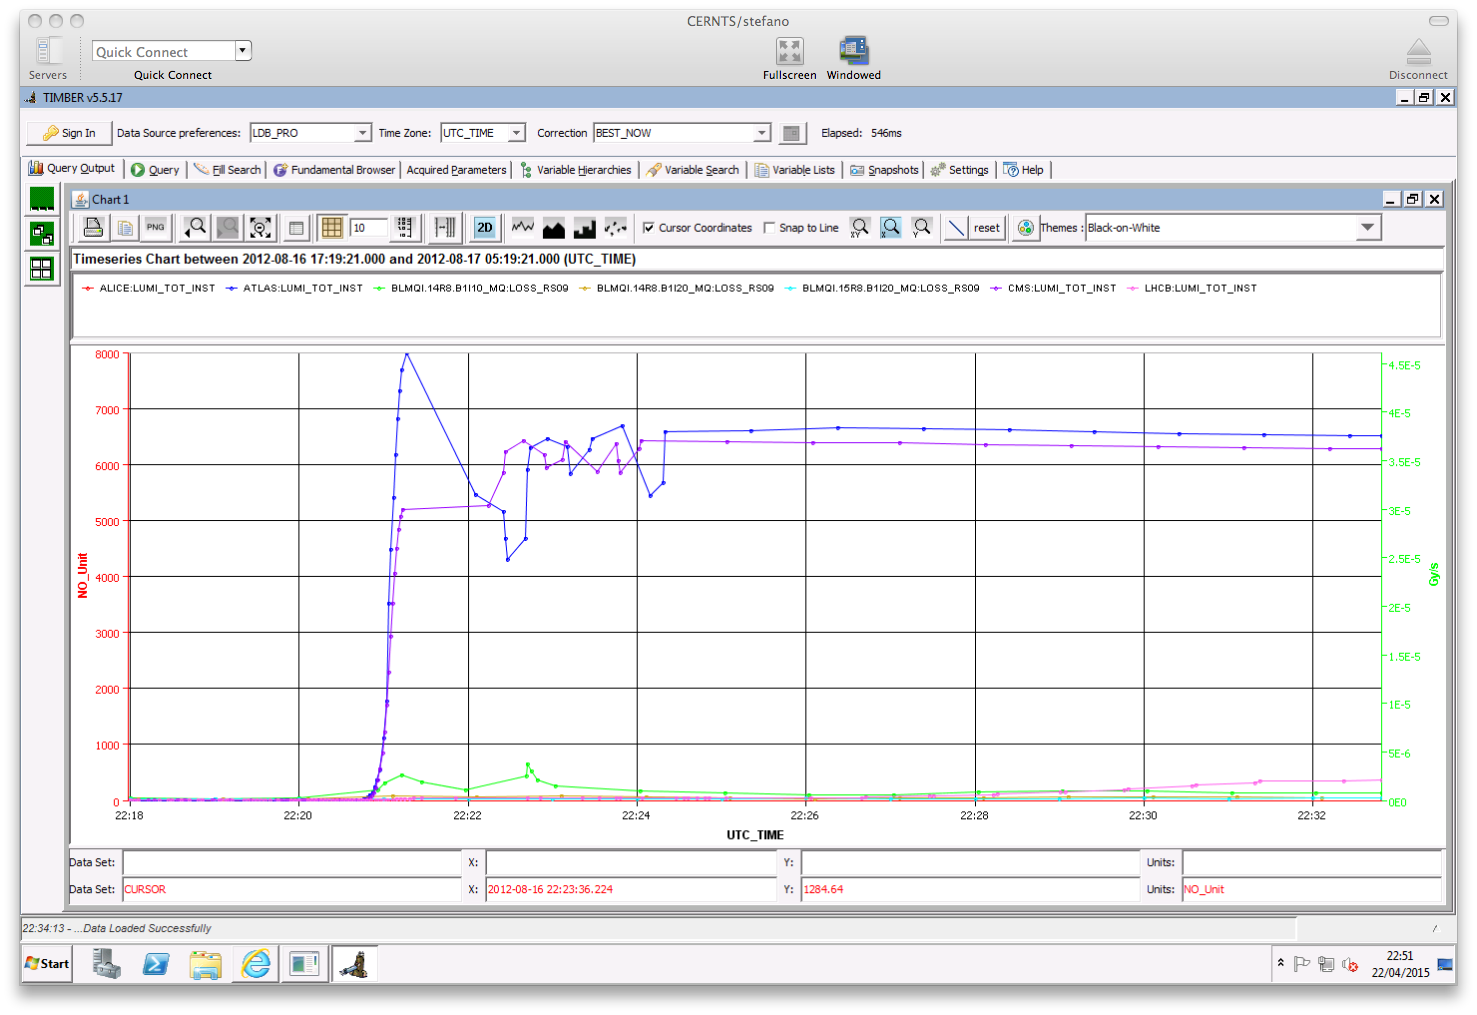 CERNTS/stefano
Quick Connect
Servers Quick Connect Fullscreen Windowed Disconnect
TIMBER v5.5.17
Sign In Data Source preferences: LDB_PRO Time Zone: UTC_TIME Correction BEST_NOW Elapsed: 546ms
Query Output Query Fill Search Fundamental Browser Acquired Parameters Variable Hierarchies Variable Search Variable Lists Snapshots Settings Help
Chart 1
PNG 10 2D Cursor Coordinates Snap to Line XY X Y reset Themes : Black-on-White
Timeseries Chart between 2012-08-16 17:19:21.000 and 2012-08-17 05:19:21.000 (UTC_TIME)
ALICE:LUMI_TOT_INST ATLAS:LUMI_TOT_INST BLMQI.14R8.B1I10_MQ:LOSS_RS09 BLMQI.14R8.B1I20_MQ:LOSS_RS09 BLMQI.15R8.B1I20_MQ:LOSS_RS09 CMS:LUMI_TOT_INST LHCB:LUMI_TOT_INST
8000
4.5E-5
7000
4E-5
6000
3.5E-5
5000
3E-5
2.5E-5
NO_Unit
Gy/s
4000
2E-5
3000
1.5E-5
2000
1E-5
1000
5E-6
0
0E0
22:18 22:20 22:22 22:24 22:26 22:28 22:30 22:32
UTC_TIME
Data Set: X: Y: Units:
Data Set: CURSOR X: 2012-08-16 22:23:36.224 Y: 1284.64 Units: NO_Unit
22:34:13 - ...Data Loaded Successfully
Start
22:51
22/04/2015